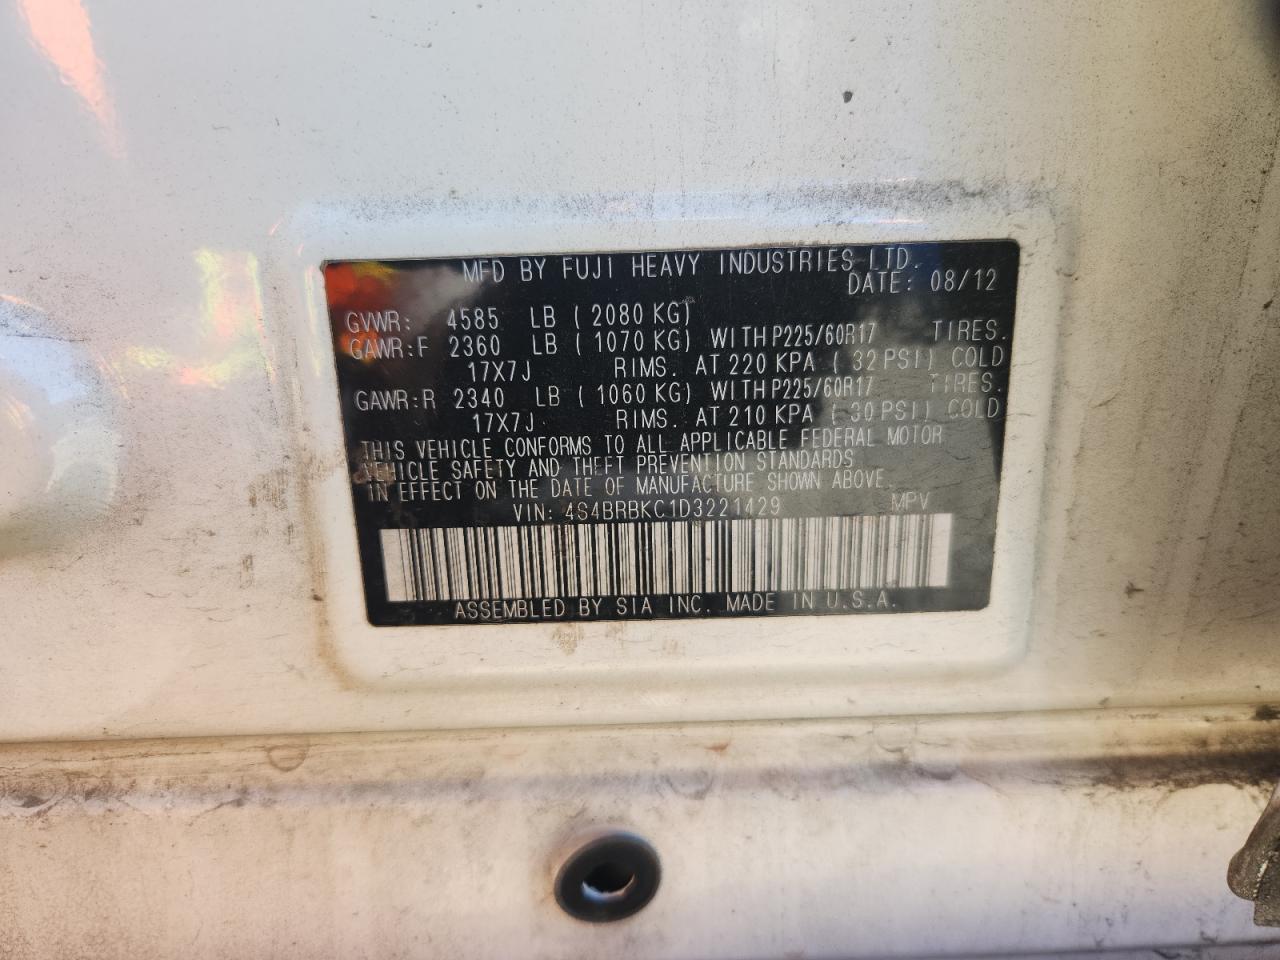 MFD BY FUJI HEAVY INDUSTRIES LTD.
DATE: 08/12
GVWR: 4585 LB ( 2080 KG)
GAWR:F 2360 LB ( 1070 KG) WITH P225/60R17 TIRES.
17X7J RIMS. AT 220 KPA ( 32 PSI) COLD
GAWR:R 2340 LB ( 1060 KG) WITH P225/60R17 TIRES.
17X7J RIMS. AT 210 KPA ( 30 PSI) COLD
THIS VEHICLE CONFORMS TO ALL APPLICABLE FEDERAL MOTOR
VEHICLE SAFETY AND THEFT PREVENTION STANDARDS
IN EFFECT ON THE DATE OF MANUFACTURE SHOWN ABOVE.
VIN: 4S4BRBKC1D3221429 MPV
ASSEMBLED BY SIA INC. MADE IN U.S.A.